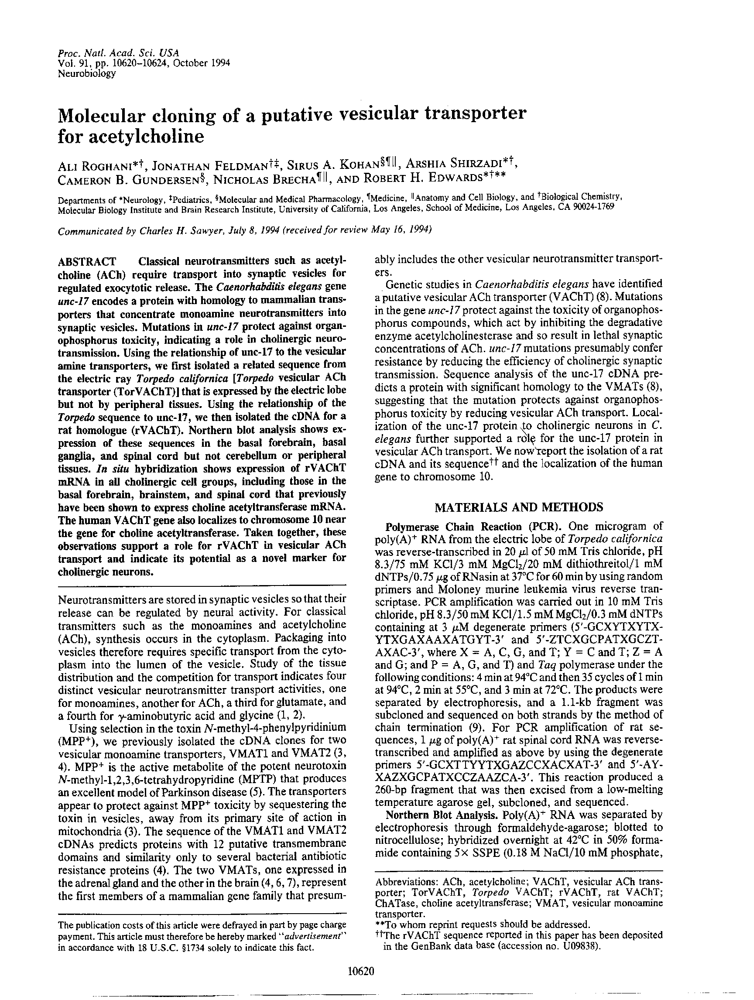 Proc. Natl. Acad. Sci. USA
Vol. 91, pp. 10620–10624, October 1994
Neurobiology
Molecular cloning of a putative vesicular transporter
for acetylcholine
ALI ROGHANI*†, JONATHAN FELDMAN†‡, SIRUS A. KOHAN§¶‖, ARSHIA SHIRZADI*†,
CAMERON B. GUNDERSEN§, NICHOLAS BRECHA¶‖, AND ROBERT H. EDWARDS*†**
Departments of *Neurology, ‡Pediatrics, §Molecular and Medical Pharmacology, ¶Medicine, ‖Anatomy and Cell Biology, and †Biological Chemistry,
Molecular Biology Institute and Brain Research Institute, University of California, Los Angeles, School of Medicine, Los Angeles, CA 90024-1769
Communicated by Charles H. Sawyer, July 8, 1994 (received for review May 16, 1994)
ABSTRACT Classical neurotransmitters such as acetyl-
choline (ACh) require transport into synaptic vesicles for
regulated exocytotic release. The Caenorhabditis elegans gene
unc-17 encodes a protein with homology to mammalian trans-
porters that concentrate monoamine neurotransmitters into
synaptic vesicles. Mutations in unc-17 protect against organ-
ophosphorus toxicity, indicating a role in cholinergic neuro-
transmission. Using the relationship of unc-17 to the vesicular
amine transporters, we first isolated a related sequence from
the electric ray Torpedo californica [Torpedo vesicular ACh
transporter (TorVAChT)] that is expressed by the electric lobe
but not by peripheral tissues. Using the relationship of the
Torpedo sequence to unc-17, we then isolated the cDNA for a
rat homologue (rVAChT). Northern blot analysis shows ex-
pression of these sequences in the basal forebrain, basal
ganglia, and spinal cord but not cerebellum or peripheral
tissues. In situ hybridization shows expression of rVAChT
mRNA in all cholinergic cell groups, including those in the
basal forebrain, brainstem, and spinal cord that previously
have been shown to express choline acetyltransferase mRNA.
The human VAChT gene also localizes to chromosome 10 near
the gene for choline acetyltransferase. Taken together, these
observations support a role for rVAChT in vesicular ACh
transport and indicate its potential as a novel marker for
cholinergic neurons.
Neurotransmitters are stored in synaptic vesicles so that their
release can be regulated by neural activity. For classical
transmitters such as the monoamines and acetylcholine
(ACh), synthesis occurs in the cytoplasm. Packaging into
vesicles therefore requires specific transport from the cyto-
plasm into the lumen of the vesicle. Study of the tissue
distribution and the competition for transport indicates four
distinct vesicular neurotransmitter transport activities, one
for monoamines, another for ACh, a third for glutamate, and
a fourth for γ-aminobutyric acid and glycine (1, 2).
Using selection in the toxin N-methyl-4-phenylpyridinium
(MPP⁺), we previously isolated the cDNA clones for two
vesicular monoamine transporters, VMAT1 and VMAT2 (3,
4). MPP⁺ is the active metabolite of the potent neurotoxin
N-methyl-1,2,3,6-tetrahydropyridine (MPTP) that produces
an excellent model of Parkinson disease (5). The transporters
appear to protect against MPP⁺ toxicity by sequestering the
toxin in vesicles, away from its primary site of action in
mitochondria (3). The sequence of the VMAT1 and VMAT2
cDNAs predicts proteins with 12 putative transmembrane
domains and similarity only to several bacterial antibiotic
resistance proteins (4). The two VMATs, one expressed in
the adrenal gland and the other in the brain (4, 6, 7), represent
the first members of a mammalian gene family that presum-
The publication costs of this article were defrayed in part by page charge
payment. This article must therefore be hereby marked "advertisement"
in accordance with 18 U.S.C. §1734 solely to indicate this fact.
ably includes the other vesicular neurotransmitter transport-
ers.
Genetic studies in Caenorhabditis elegans have identified
a putative vesicular ACh transporter (VAChT) (8). Mutations
in the gene unc-17 protect against the toxicity of organophos-
phorus compounds, which act by inhibiting the degradative
enzyme acetylcholinesterase and so result in lethal synaptic
concentrations of ACh. unc-17 mutations presumably confer
resistance by reducing the efficiency of cholinergic synaptic
transmission. Sequence analysis of the unc-17 cDNA pre-
dicts a protein with significant homology to the VMATs (8),
suggesting that the mutation protects against organophos-
phorus toxicity by reducing vesicular ACh transport. Local-
ization of the unc-17 protein to cholinergic neurons in C.
elegans further supported a role for the unc-17 protein in
vesicular ACh transport. We now report the isolation of a rat
cDNA and its sequence†† and the localization of the human
gene to chromosome 10.
MATERIALS AND METHODS
Polymerase Chain Reaction (PCR). One microgram of
poly(A)⁺ RNA from the electric lobe of Torpedo californica
was reverse-transcribed in 20 μl of 50 mM Tris chloride, pH
8.3/75 mM KCl/3 mM MgCl₂/20 mM dithiothreitol/1 mM
dNTPs/0.75 μg of RNasin at 37°C for 60 min by using random
primers and Moloney murine leukemia virus reverse tran-
scriptase. PCR amplification was carried out in 10 mM Tris
chloride, pH 8.3/50 mM KCl/1.5 mM MgCl₂/0.3 mM dNTPs
containing at 3 μM degenerate primers (5'-GCXYTXYTX-
YTXGAXAAXATGYT-3' and 5'-ZTCXGCPATXGCZT-
AXAC-3', where X = A, C, G, and T; Y = C and T; Z = A
and G; and P = A, G, and T) and Taq polymerase under the
following conditions: 4 min at 94°C and then 35 cycles of 1 min
at 94°C, 2 min at 55°C, and 3 min at 72°C. The products were
separated by electrophoresis, and a 1.1-kb fragment was
subcloned and sequenced on both strands by the method of
chain termination (9). For PCR amplification of rat se-
quences, 1 μg of poly(A)⁺ rat spinal cord RNA was reverse-
transcribed and amplified as above by using the degenerate
primers 5'-GCXTTYYTXGAZCCXACXAT-3' and 5'-AY-
XAZXGCPATXCCZAAZCA-3'. This reaction produced a
260-bp fragment that was then excised from a low-melting
temperature agarose gel, subcloned, and sequenced.
Northern Blot Analysis. Poly(A)⁺ RNA was separated by
electrophoresis through formaldehyde-agarose; blotted to
nitrocellulose; hybridized overnight at 42°C in 50% forma-
mide containing 5× SSPE (0.18 M NaCl/10 mM phosphate,
Abbreviations: ACh, acetylcholine; VAChT, vesicular ACh trans-
porter; TorVAChT, Torpedo VAChT; rVAChT, rat VAChT;
ChATase, choline acetyltransferase; VMAT, vesicular monoamine
transporter.
**To whom reprint requests should be addressed.
††The rVAChT sequence reported in this paper has been deposited
in the GenBank data base (accession no. U09838).
10620